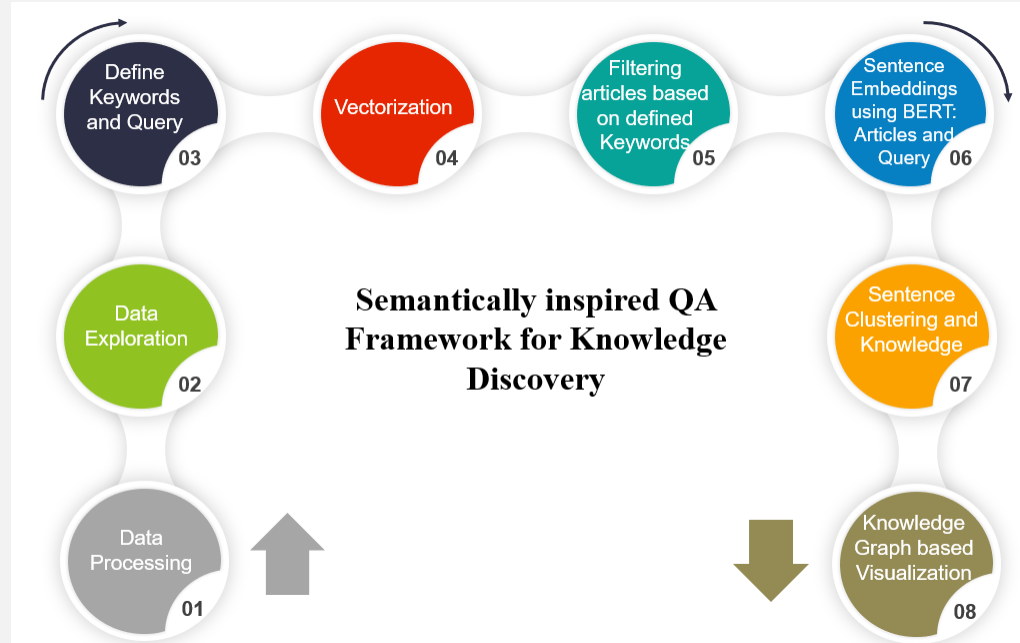 Define
Keywords
and Query
03
Vectorization
04
Filtering
articles based
on defined
Keywords
05
Sentence
Embeddings
using BERT:
Articles and
Query
06
Data
Exploration
02
Semantically inspired QA
Framework for Knowledge
Discovery
Sentence
Clustering and
Knowledge
07
Data
Processing
01
Knowledge
Graph based
Visualization
08